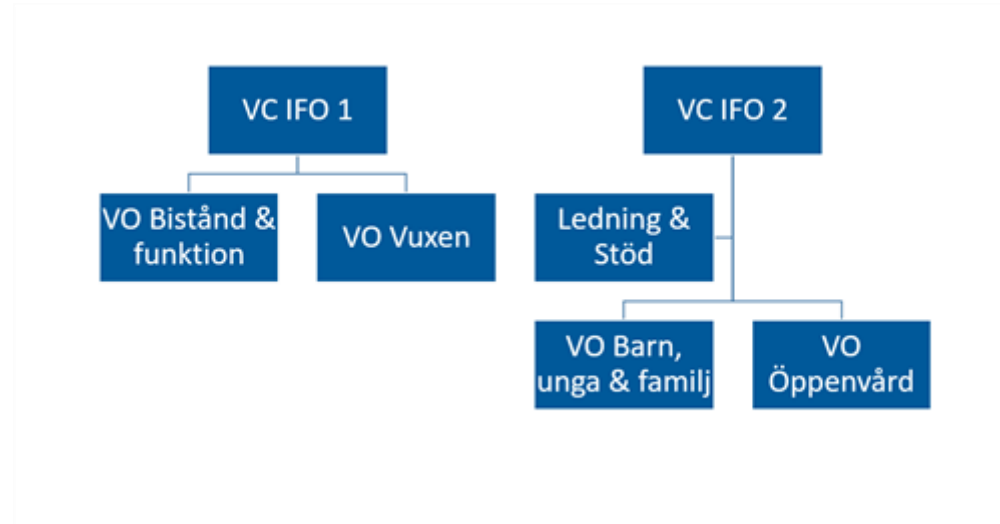 VC IFO 1
VO Bistånd &
funktion
VO Vuxen
VC IFO 2
Ledning &
Stöd
VO Barn,
unga & familj
VO
Öppenvård